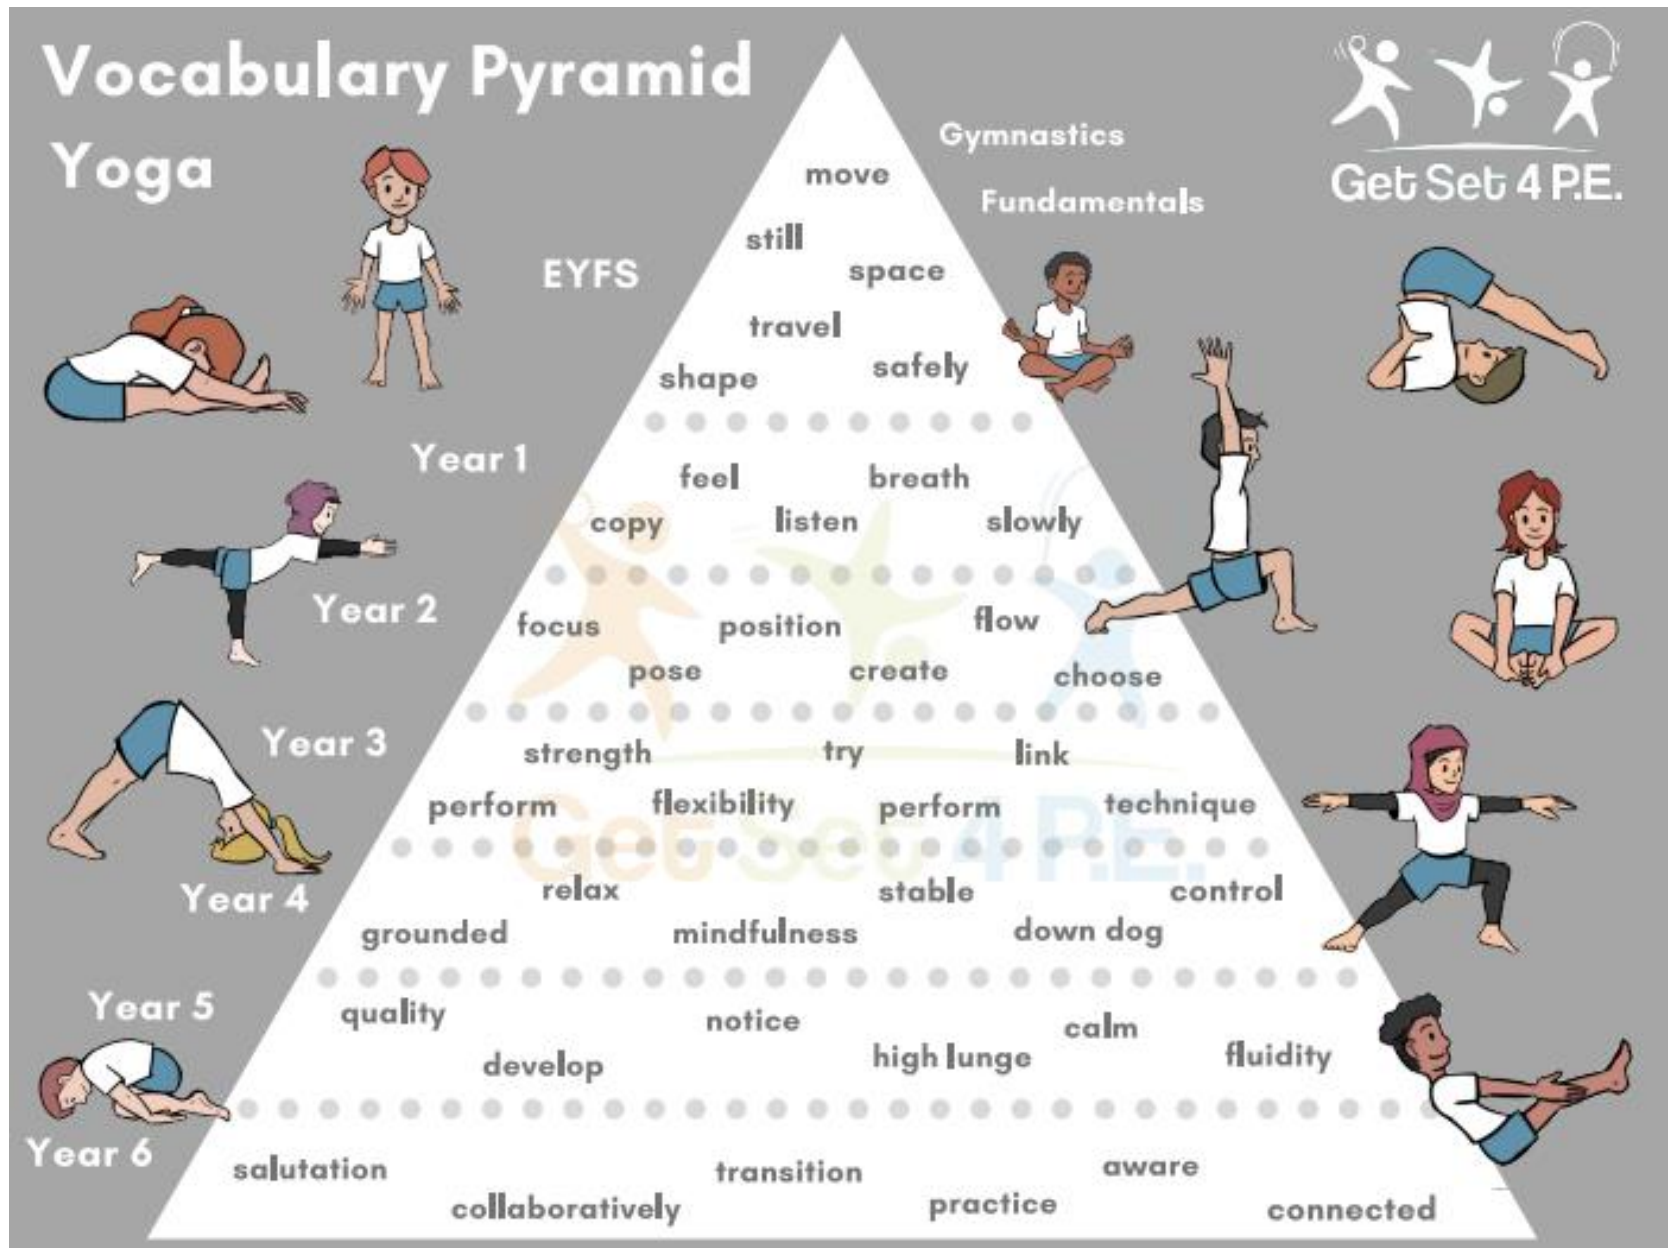 Vocabulary Pyramid
Yoga
Get Set 4 P.E.
Gymnastics
Fundamentals
EYFS
move
still
space
travel
safely
shape
Year 1
feel breath
copy listen slowly
Year 2
focus position flow
pose create choose
Year 3
strength try link
perform flexibility perform technique
Get Set 4 P.E.
Year 4
relax stable control
grounded mindfulness down dog
Year 5
quality notice calm
develop high lunge fluidity
Year 6
salutation transition aware
collaboratively practice connected